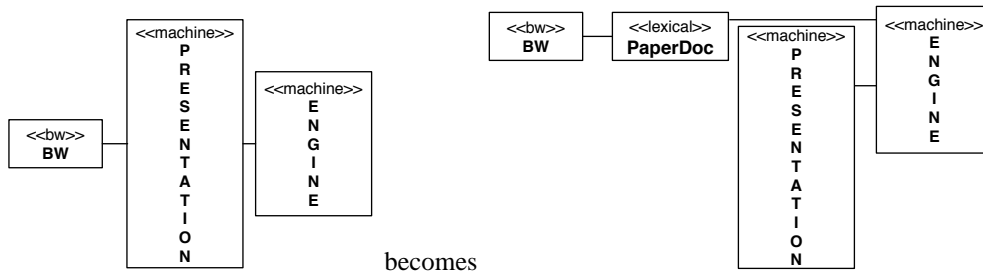 <<machine>>
P
R
E
S
E
N
T
A
T
I
O
N
<<machine>>
E
N
G
I
N
E
<<bw>>
BW
becomes
<<bw>>
BW
<<lexical>>
PaperDoc
<<machine>>
P
R
E
S
E
N
T
A
T
I
O
N
<<machine>>
E
N
G
I
N
E